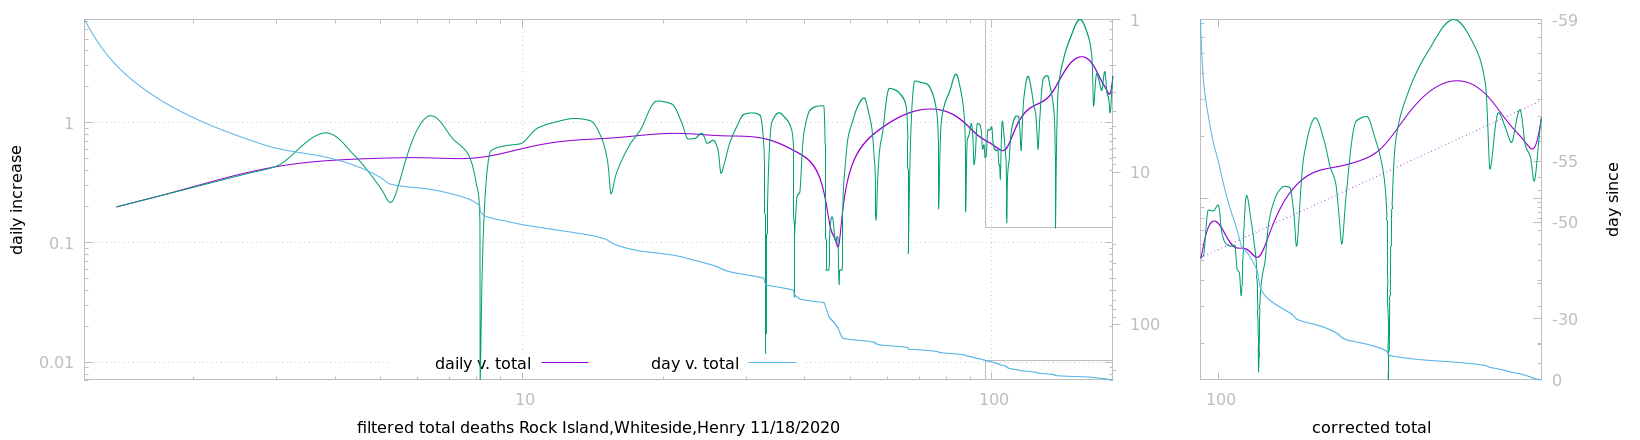 daily increase
1
0.1
0.01
10
100
1
10
100
daily v. total
day v. total
filtered total deaths Rock Island,Whiteside,Henry 11/18/2020
-59
-55
-50
-30
0
day since
100
corrected total